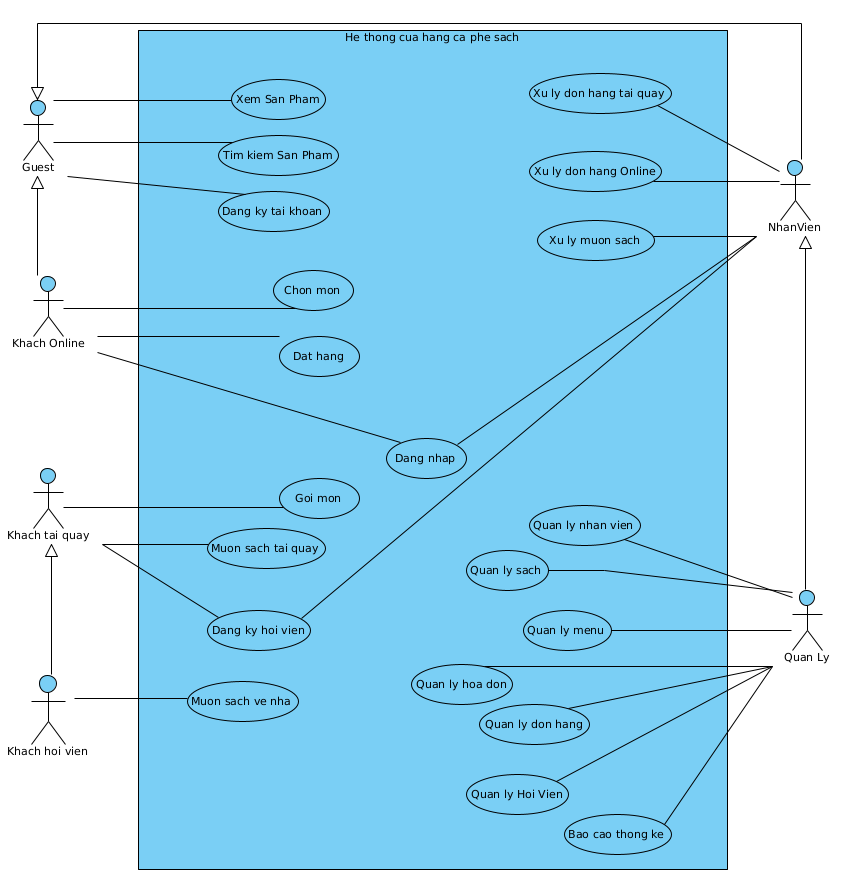 He thong cua hang ca phe sach
Xem San Pham
Xu ly don hang tai quay
Tim kiem San Pham
Guest
Xu ly don hang Online
Dang ky tai khoan
NhanVien
Xu ly muon sach
Chon mon
Khach Online
Dat hang
Dang nhap
Goi mon
Khach tai quay
Quan ly nhan vien
Muon sach tai quay
Quan ly sach
Dang ky hoi vien
Quan ly menu
Quan Ly
Quan ly hoa don
Muon sach ve nha
Quan ly don hang
Khach hoi vien
Quan ly Hoi Vien
Bao cao thong ke